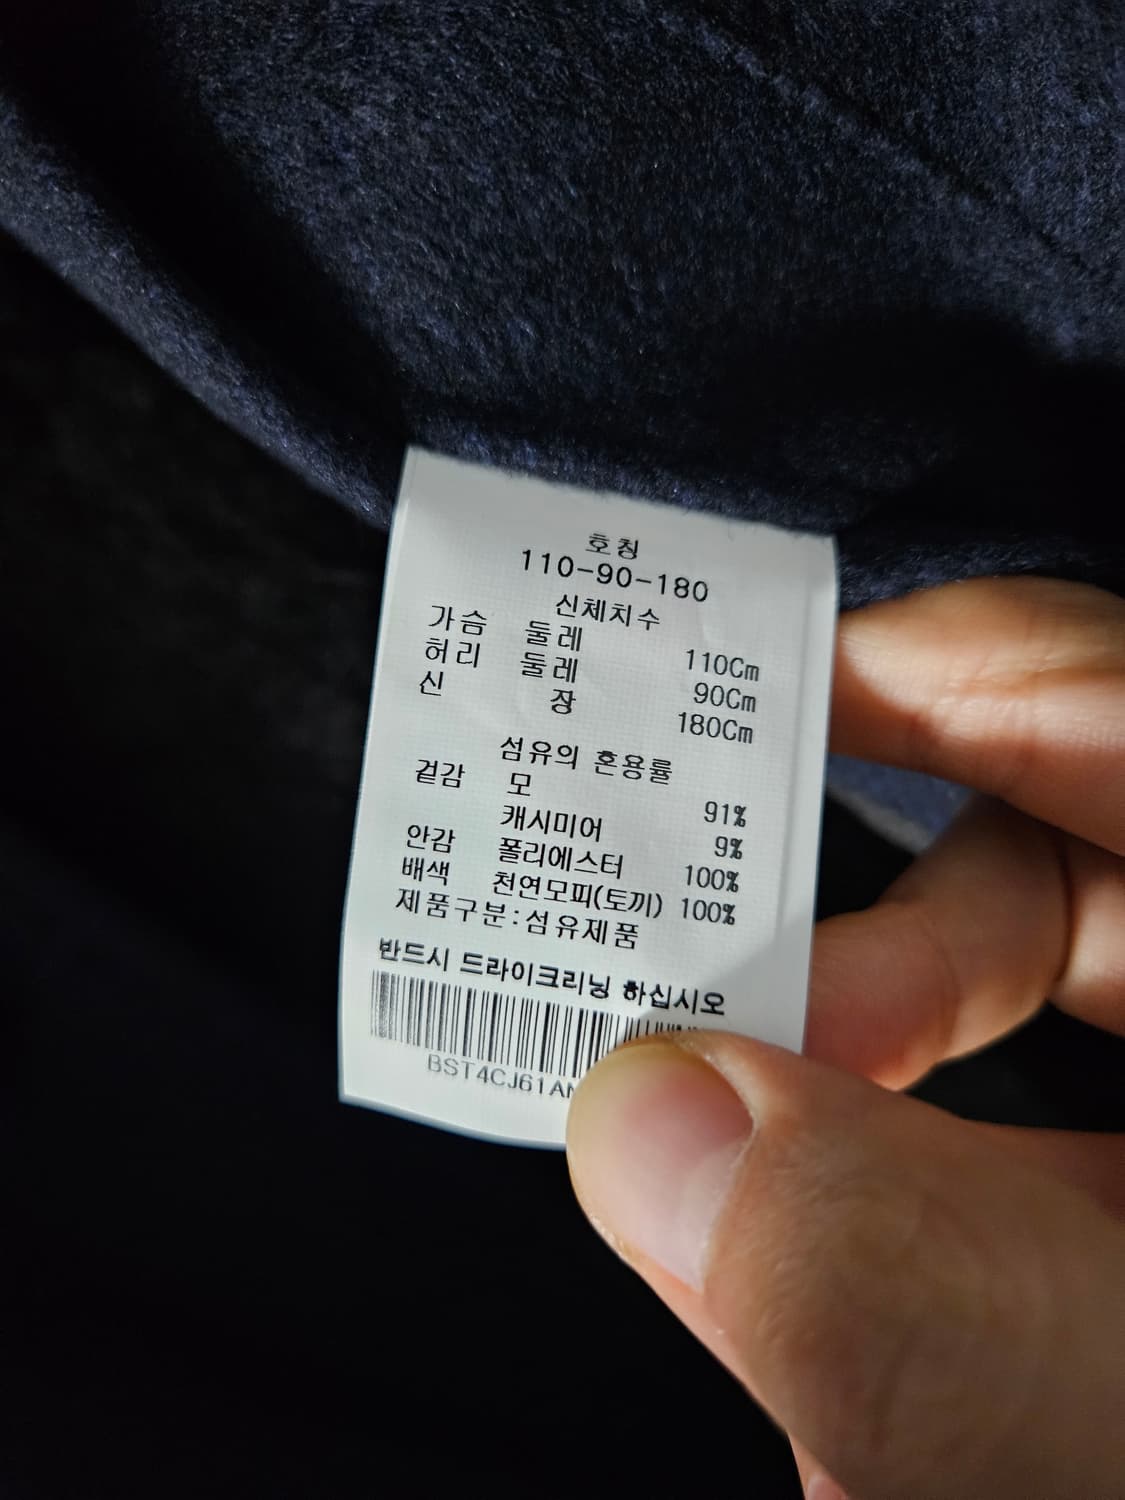 호칭
110-90-180
신체치수
가슴 둘레 110Cm
허리 둘레 90Cm
신 장 180Cm
섬유의 혼용률
겉감 모 91%
캐시미어 9%
안감 폴리에스터 100%
배색 천연모피(토끼) 100%
제품구분:섬유제품
반드시 드라이크리닝 하십시오